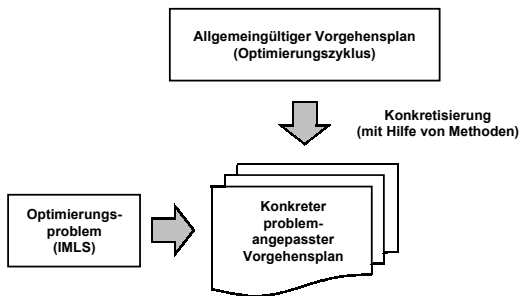 Allgemeingültiger Vorgehensplan
(Optimierungszyklus)
Konkretisierung
(mit Hilfe von Methoden)
Optimierungs-
problem
(IMLS)
Konkreter
problem-
angepasster
Vorgehensplan